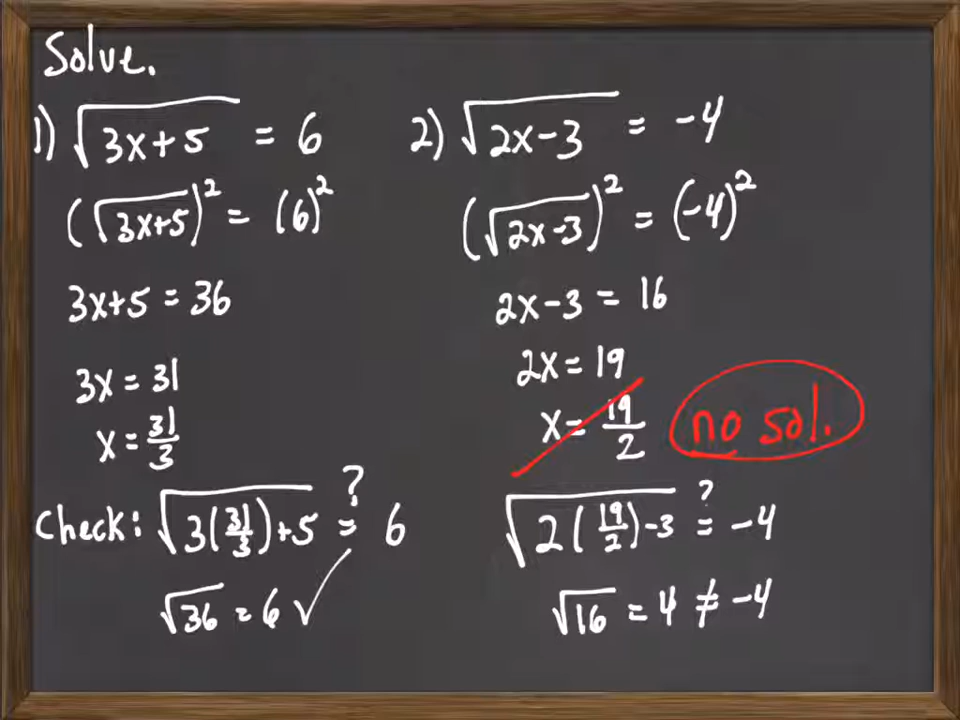 Solve.
1) √(3x+5) = 6
(√(3x+5))² = (6)²
3x+5 = 36
3x = 31
x = 31/3
Check: √(3(31/3)+5) ≟ 6
√36 = 6 ✓
2) √(2x-3) = -4
(√(2x-3))² = (-4)²
2x-3 = 16
2x = 19
x = 19/2 no sol.
√(2(19/2)-3) ≟ -4
√16 = 4 ≠ -4